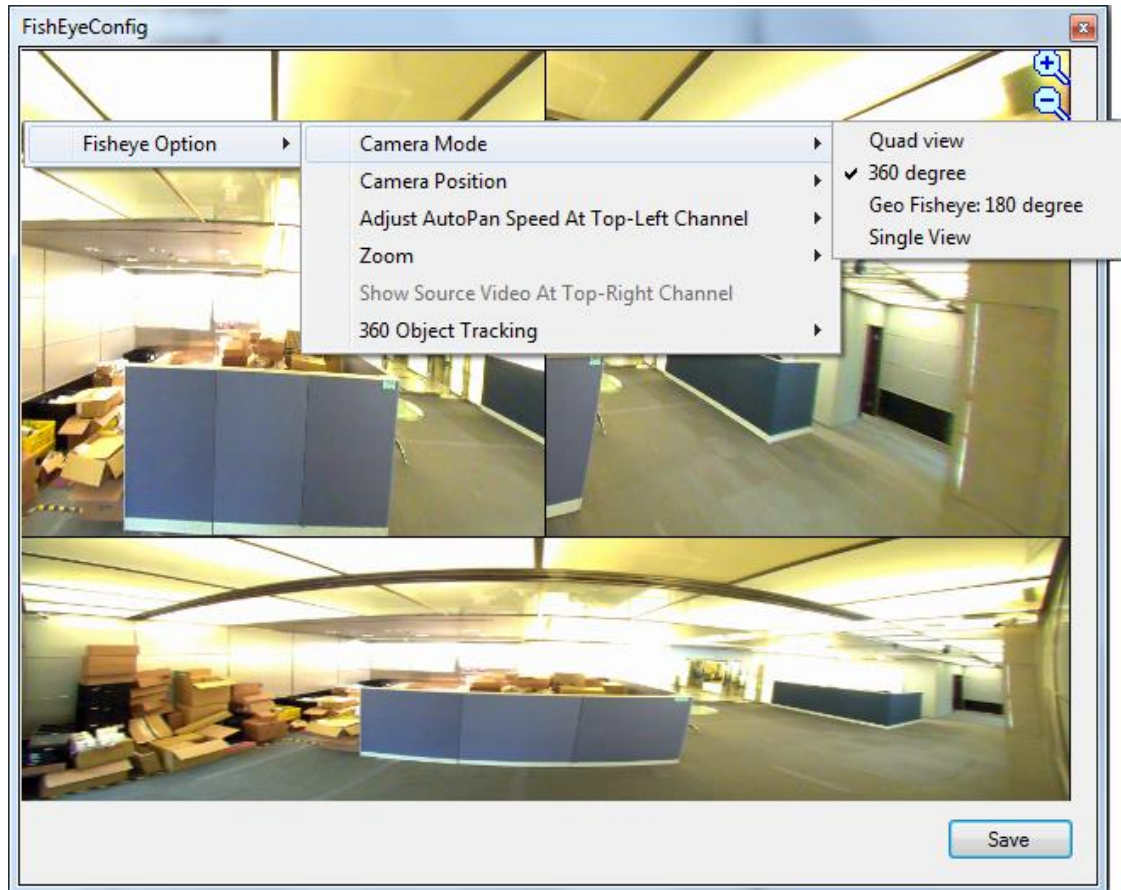 FishEyeConfig
Fisheye Option
Camera Mode
Camera Position
Adjust AutoPan Speed At Top-Left Channel
Zoom
Show Source Video At Top-Right Channel
360 Object Tracking
Quad view
360 degree
Geo Fisheye: 180 degree
Single View
Save